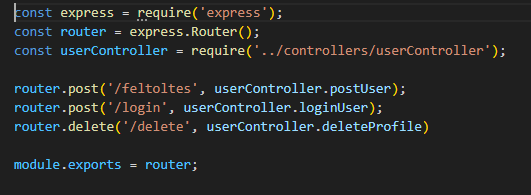 const express = require('express');
const router = express.Router();
const userController = require('../controllers/userController');
router.post('/feltoltes', userController.postUser);
router.post('/login', userController.loginUser);
router.delete('/delete', userController.deleteProfile)
module.exports = router;